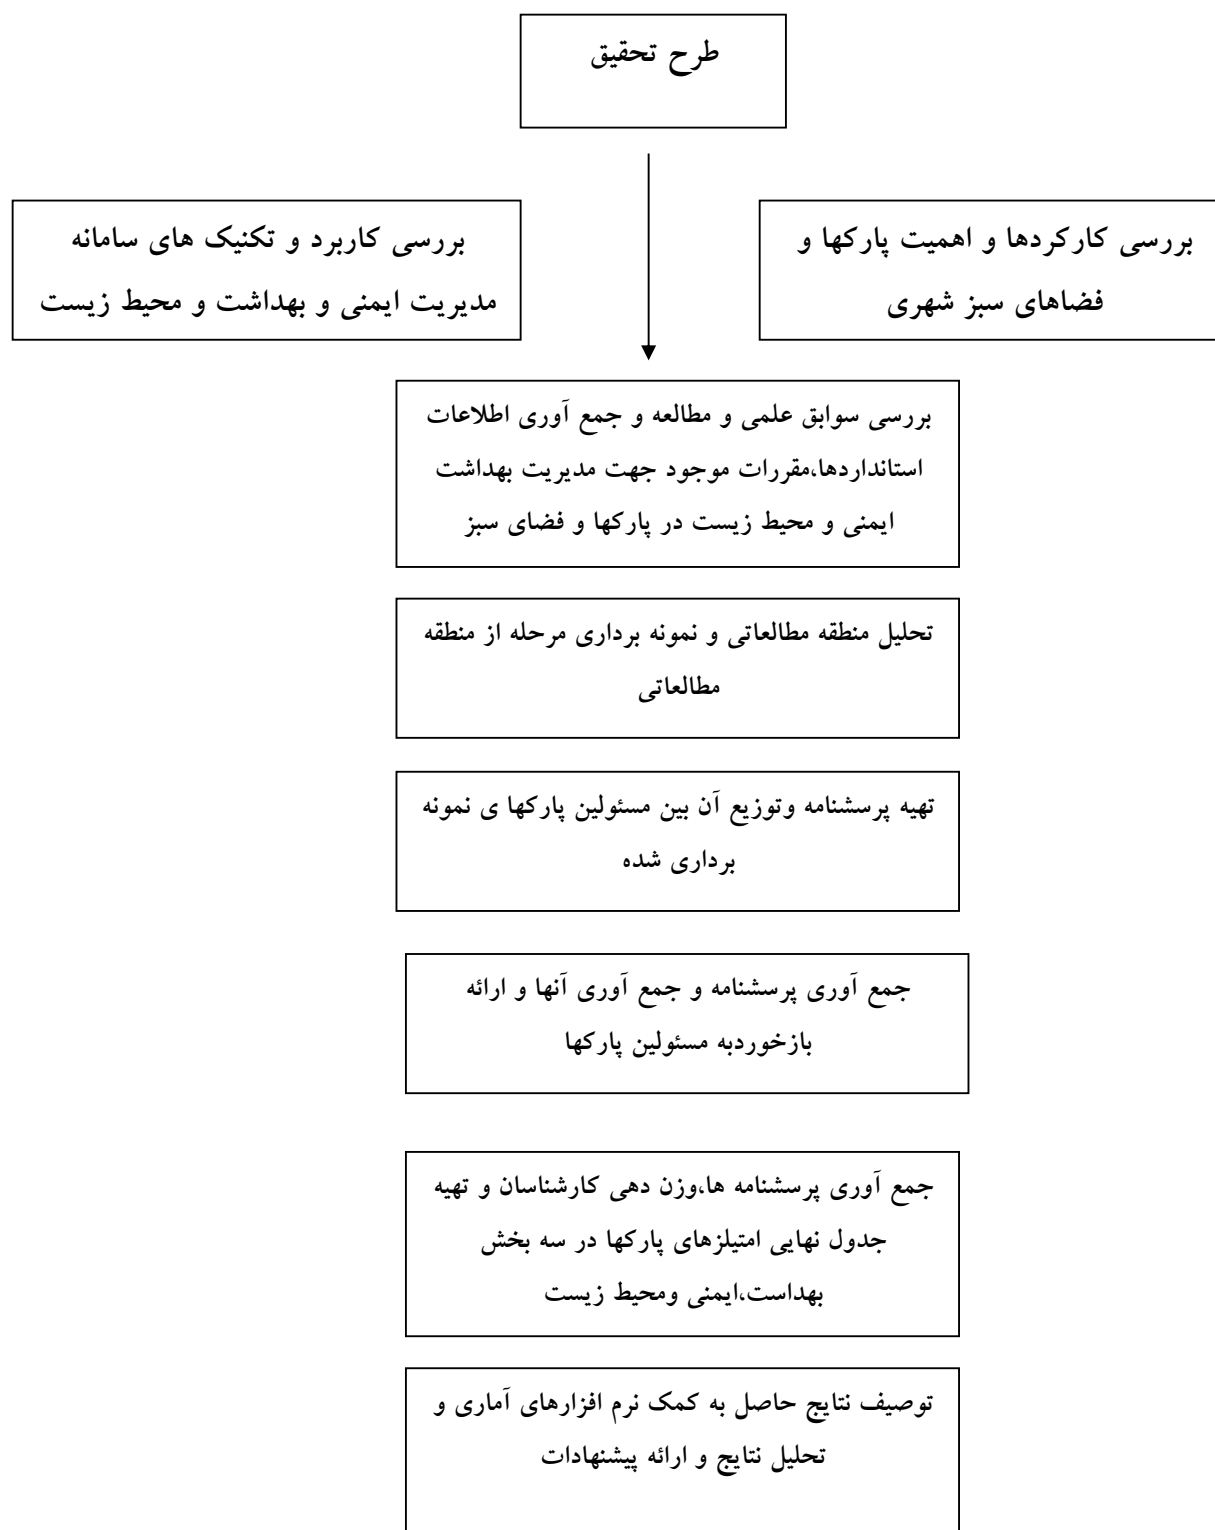 طرح تحقیق
بررسی کارکردها و اهمیت پارکها و
فضاهای سبز شهری
بررسی کاربرد و تکنیک های سامانه
مدیریت ایمنی و بهداشت و محیط زیست
بررسی سوابق علمی و مطالعه و جمع آوری اطلاعات
استانداردها،مقررات موجود جهت مدیریت بهداشت
ایمنی و محیط زیست در پارکها و فضای سبز
تحلیل منطقه مطالعاتی و نمونه برداری مرحله از منطقه
مطالعاتی
تهیه پرسشنامه وتوزیع آن بین مسئولین پارکها ی نمونه
برداری شده
جمع آوری پرسشنامه و جمع آوری آنها و ارائه
بازخوردبه مسئولین پارکها
جمع آوری پرسشنامه ها،وزن دهی کارشناسان و تهیه
جدول نهایی امتیلزهای پارکها در سه بخش
بهداست،ایمنی ومحیط زیست
توصیف نتایج حاصل به کمک نرم افزارهای آماری و
تحلیل نتایج و ارائه پیشنهادات